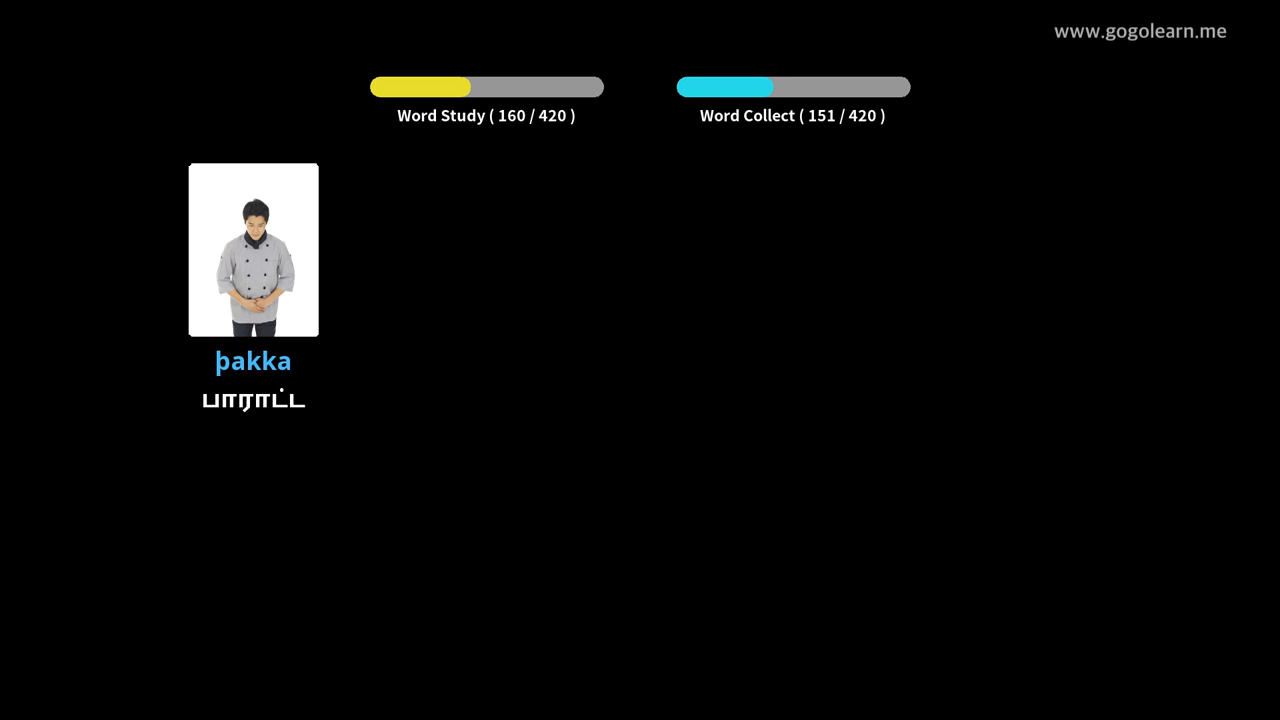 www.gogolearn.me
Word Study ( 160 / 420 )
Word Collect ( 151 / 420 )
þakka
பாராட்ட